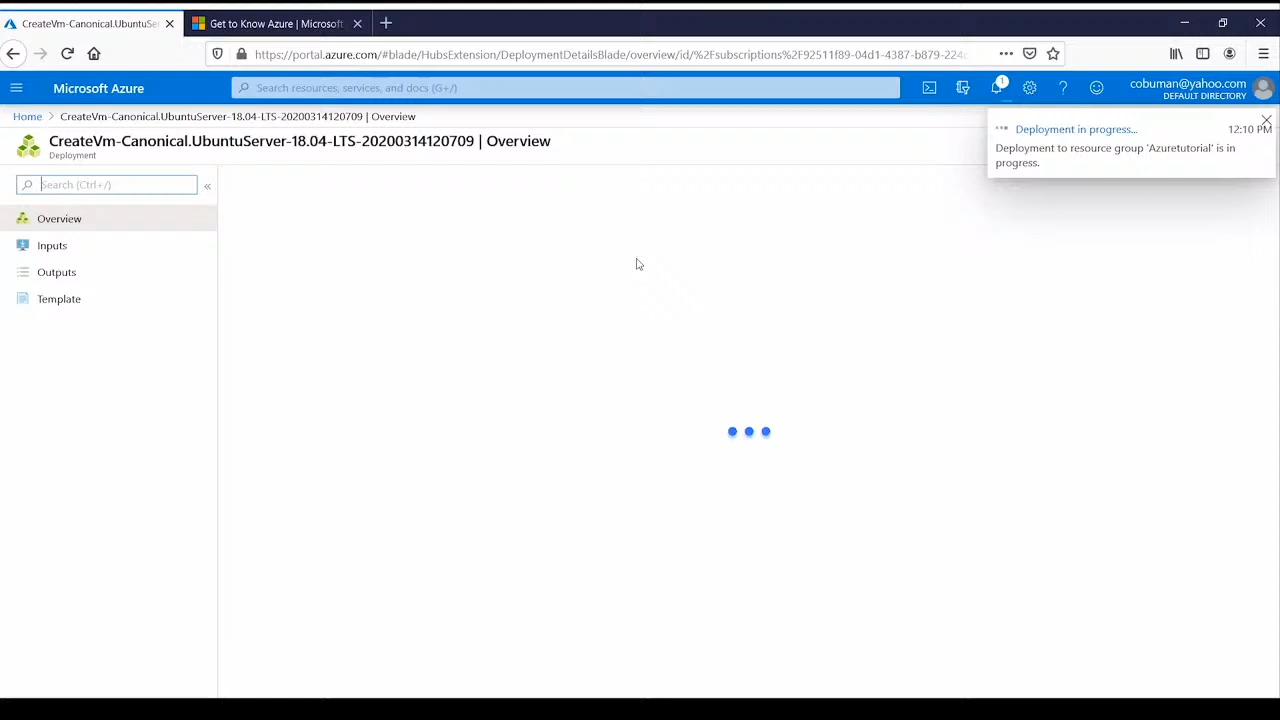 CreateVm-Canonical.UbuntuSe
Get to Know Azure | Microsoft
https://portal.azure.com/#blade/HubsExtension/DeploymentDetailsBlade/overview/id/%2Fsubscriptions%2F92511f89-04d1-4387-b879-224
Microsoft Azure
Search resources, services, and docs (G+/)
1
cobuman@yahoo.com
DEFAULT DIRECTORY
Home > CreateVm-Canonical.UbuntuServer-18.04-LTS-20200314120709 | Overview
CreateVm-Canonical.UbuntuServer-18.04-LTS-20200314120709 | Overview
Deployment
Deployment in progress...
12:10 PM
Deployment to resource group 'Azuretutorial' is in
progress.
Search (Ctrl+/)
«
Overview
Inputs
Outputs
Template